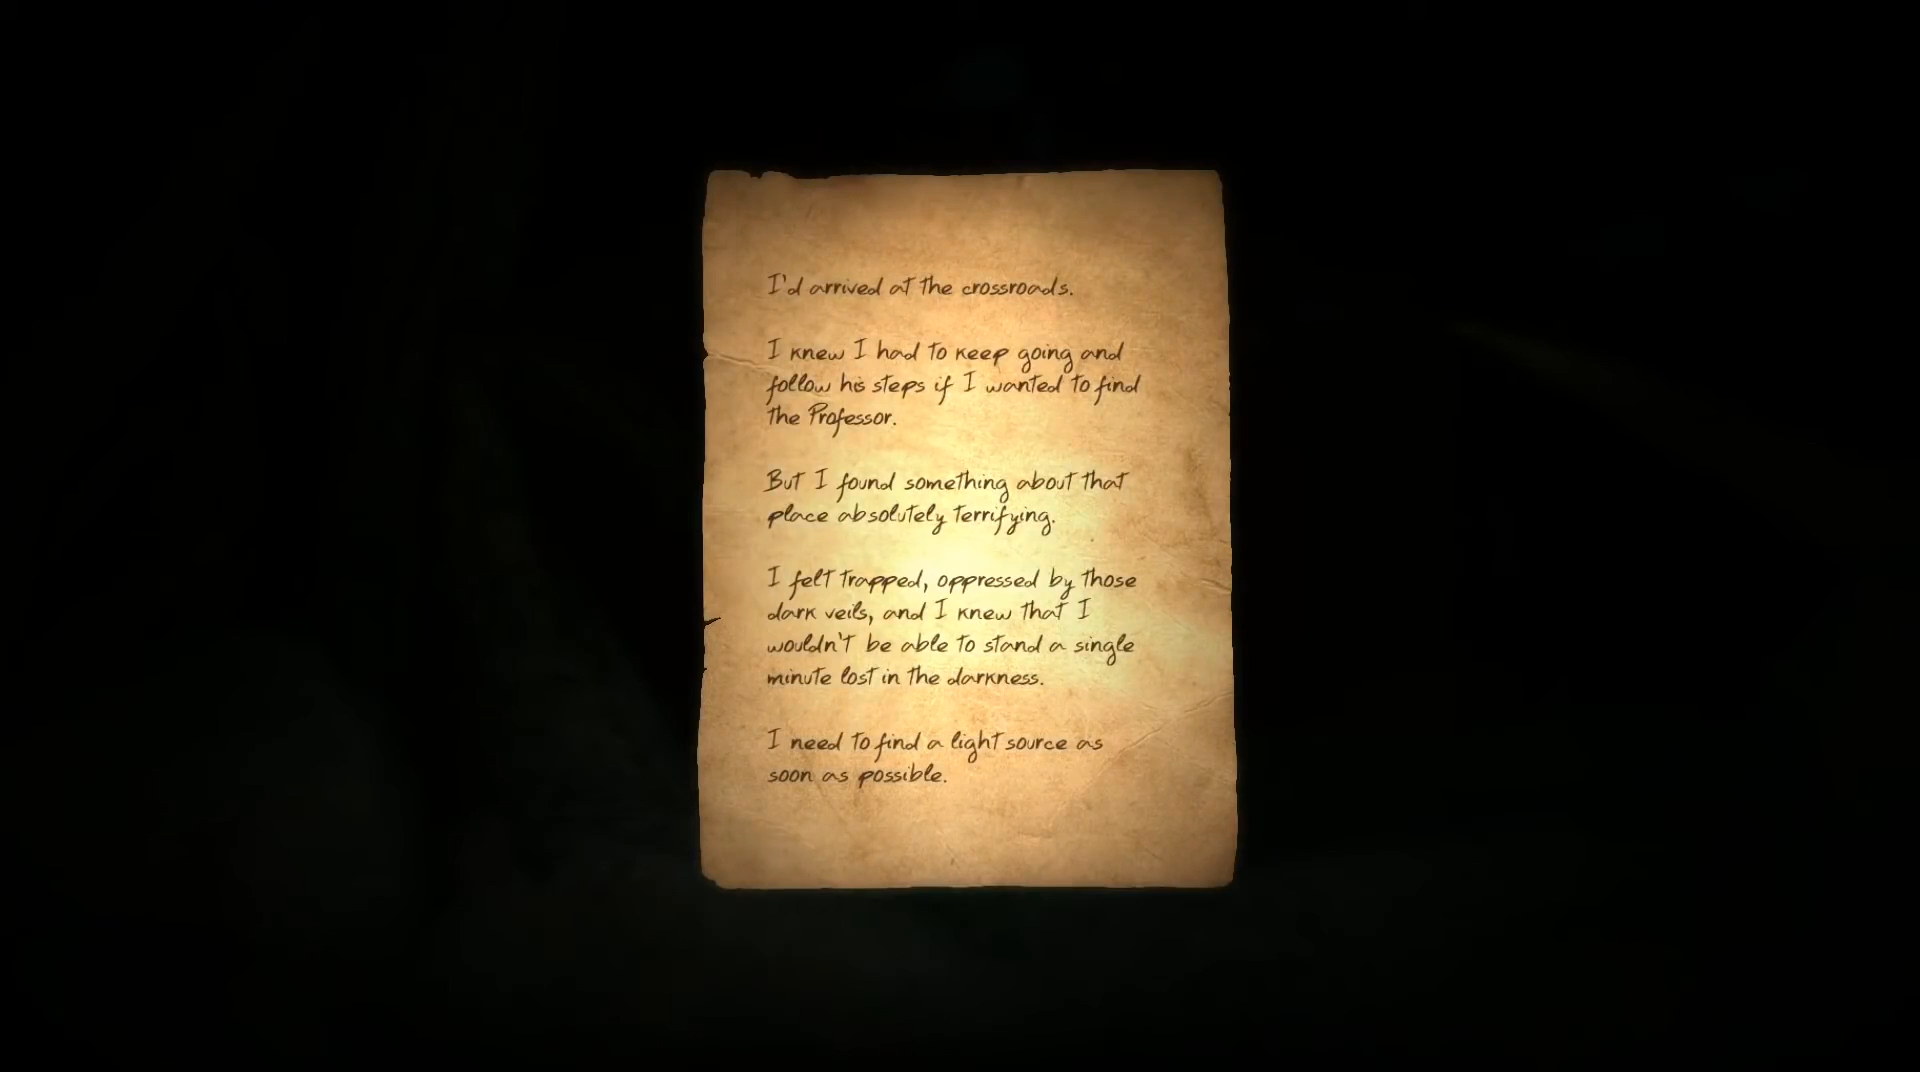 I'd arrived at the crossroads.
I knew I had to keep going and
follow his steps if I wanted to find
the Professor.
But I found something about that
place absolutely terrifying.
I felt trapped, oppressed by those
dark veils, and I knew that I
wouldn't be able to stand a single
minute lost in the darkness.
I need to find a light source as
soon as possible.